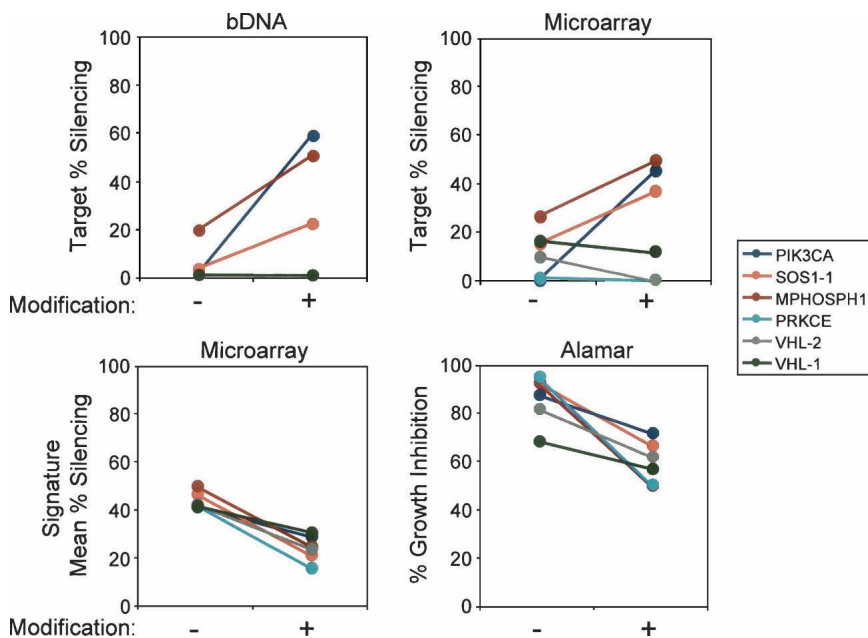 bDNA
Target % Silencing
100
80
60
40
20
0
Modification: - +
Microarray
Target % Silencing
100
80
60
40
20
0
- +
PIK3CA
SOS1-1
MPHOSPH1
PRKCE
VHL-2
VHL-1
Microarray
Signature
Mean % Silencing
100
80
60
40
20
0
Modification: - +
Alamar
% Growth Inhibition
100
80
60
40
20
0
- +